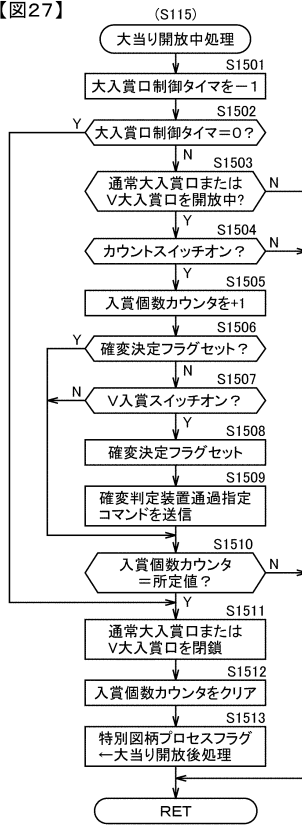 【図27】
(S115)
大当り開放中処理
S1501
大入賞口制御タイマを－1
S1502
Y
大入賞口制御タイマ＝0？
N
S1503
通常大入賞口または
V大入賞口を開放中？
N
Y
S1504
カウントスイッチオン？
N
Y
S1505
入賞個数カウンタを+1
S1506
Y
確変決定フラグセット？
N
S1507
N
V入賞スイッチオン？
Y
S1508
確変決定フラグセット
S1509
確変判定装置通過指定
コマンドを送信
S1510
入賞個数カウンタ
＝所定値？
N
Y
S1511
通常大入賞口または
V大入賞口を閉鎖
S1512
入賞個数カウンタをクリア
S1513
特別図柄プロセスフラグ
←大当り開放後処理
RET